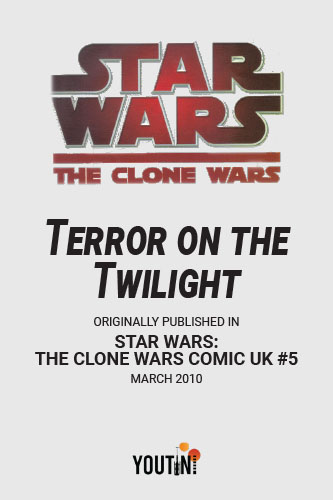 STAR
WARS
THE CLONE WARS
TERROR ON THE
TWILIGHT
ORIGINALLY PUBLISHED IN
STAR WARS:
THE CLONE WARS COMIC UK #5
MARCH 2010
YOUTINI